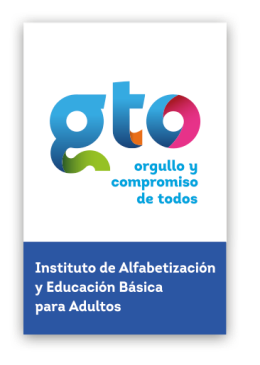 gto
orgullo y
compromiso
de todos
Instituto de Alfabetización
y Educación Básica
para Adultos